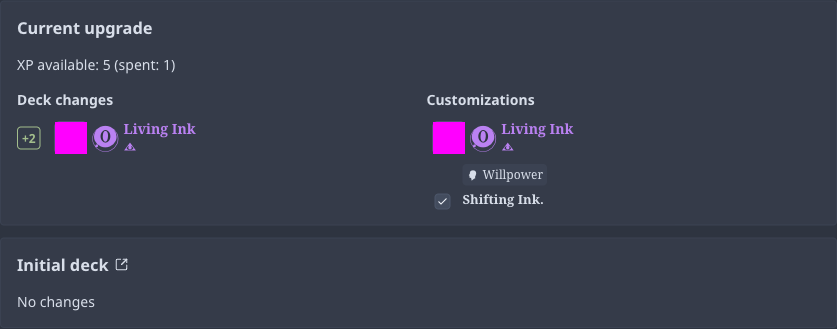 Current upgrade
XP available: 5 (spent: 1)
Deck changes
+2
0
Living Ink
Customizations
0
Living Ink
Willpower
Shifting Ink.
Initial deck
No changes